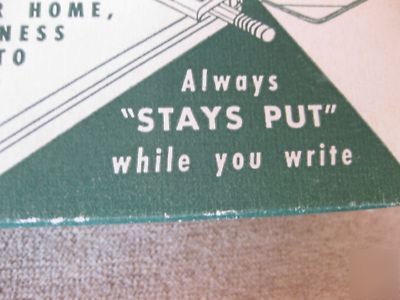 R HOME,
NESS
TO
Always
"STAYS PUT"
while you write